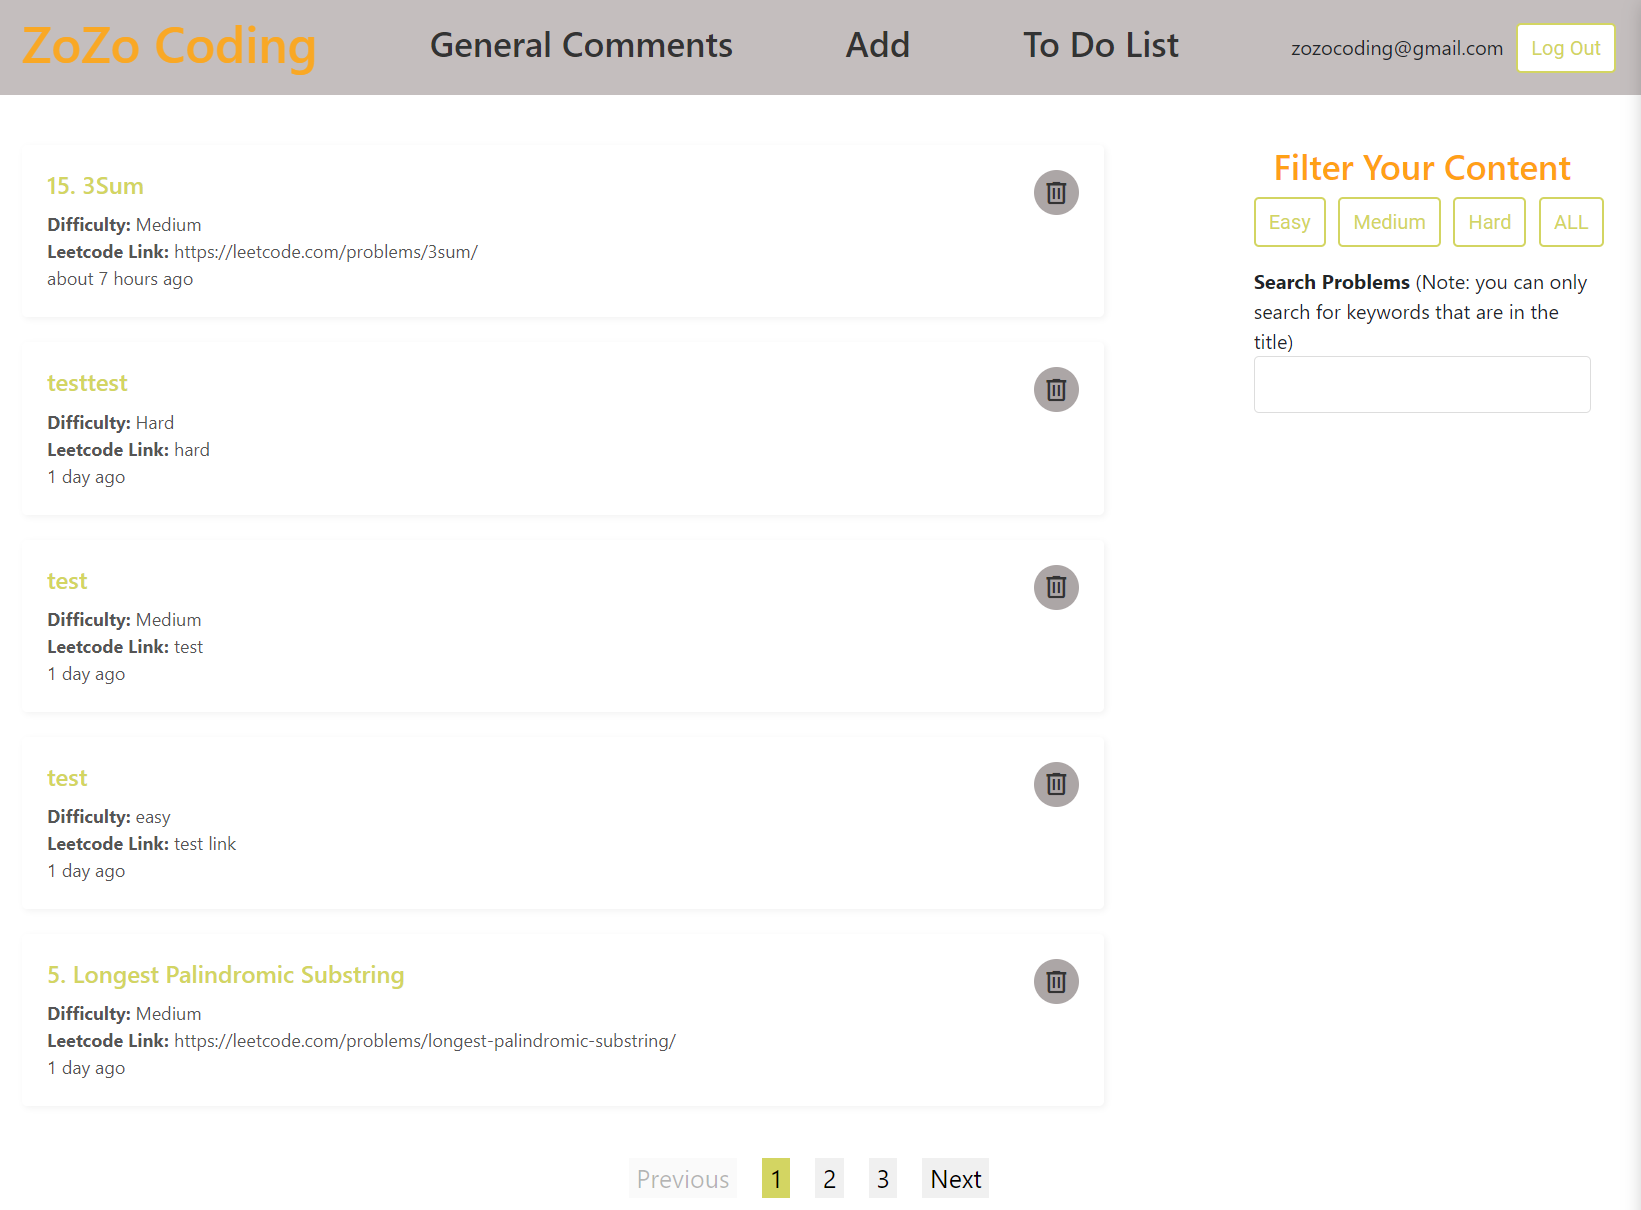 ZoZo Coding
General Comments
Add
To Do List
zozocoding@gmail.com
Log Out
15. 3Sum
Difficulty: Medium
Leetcode Link: https://leetcode.com/problems/3sum/
about 7 hours ago
testtest
Difficulty: Hard
Leetcode Link: hard
1 day ago
test
Difficulty: Medium
Leetcode Link: test
1 day ago
test
Difficulty: easy
Leetcode Link: test link
1 day ago
5. Longest Palindromic Substring
Difficulty: Medium
Leetcode Link: https://leetcode.com/problems/longest-palindromic-substring/
1 day ago
Filter Your Content
Easy
Medium
Hard
ALL
Search Problems (Note: you can only
search for keywords that are in the
title)
Previous
1
2
3
Next